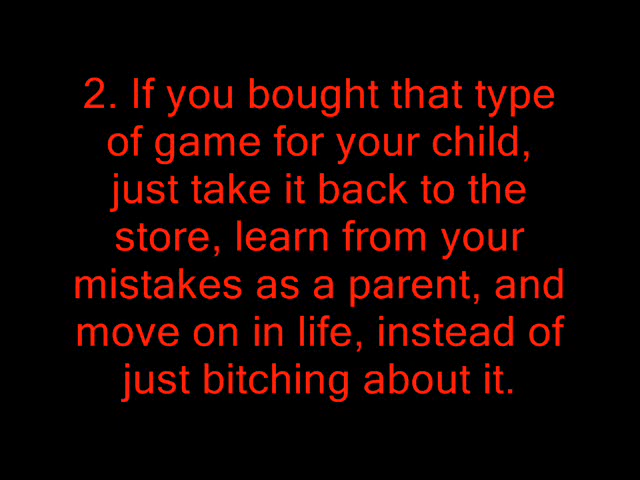 2. If you bought that type
of game for your child,
just take it back to the
store, learn from your
mistakes as a parent, and
move on in life, instead of
just bitching about it.